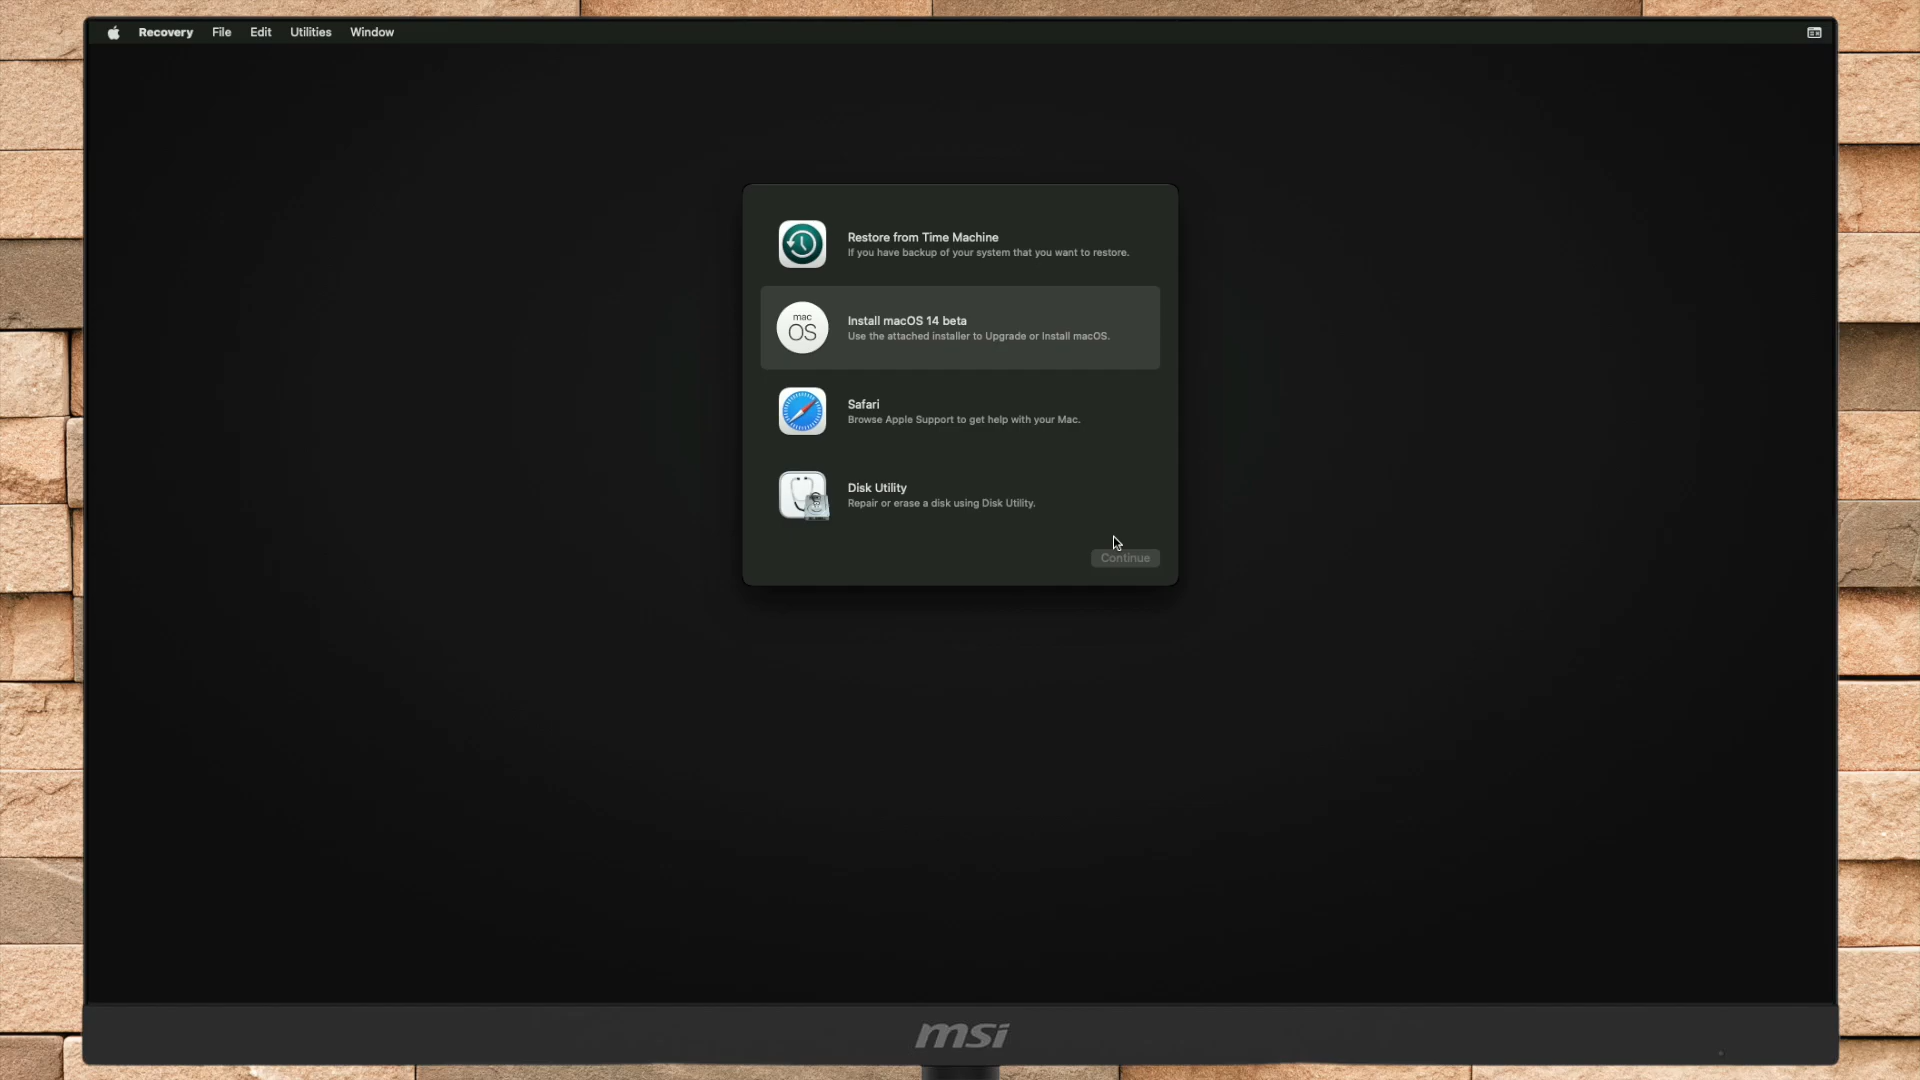 Recovery File Edit Utilities Window
Restore from Time Machine
If you have backup of your system that you want to restore.
mac
OS
Install macOS 14 beta
Use the attached installer to Upgrade or Install macOS.
Safari
Browse Apple Support to get help with your Mac.
Disk Utility
Repair or erase a disk using Disk Utility.
Continue
msi